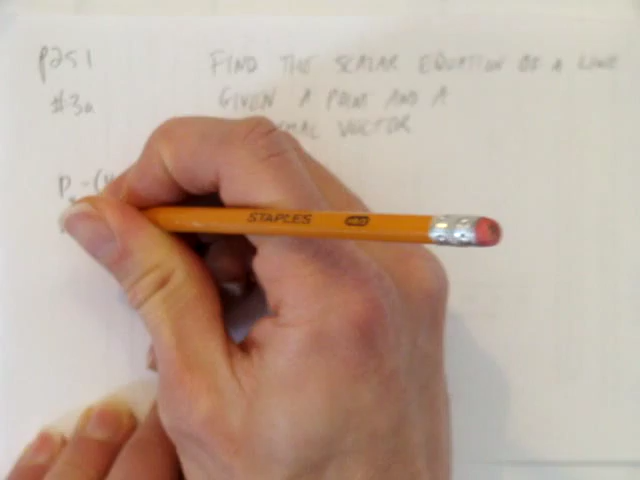 p251
FIND THE SCALAR EQUATION OF A LINE
#3a
GIVEN A POINT AND A
VECTOR
STAPLES